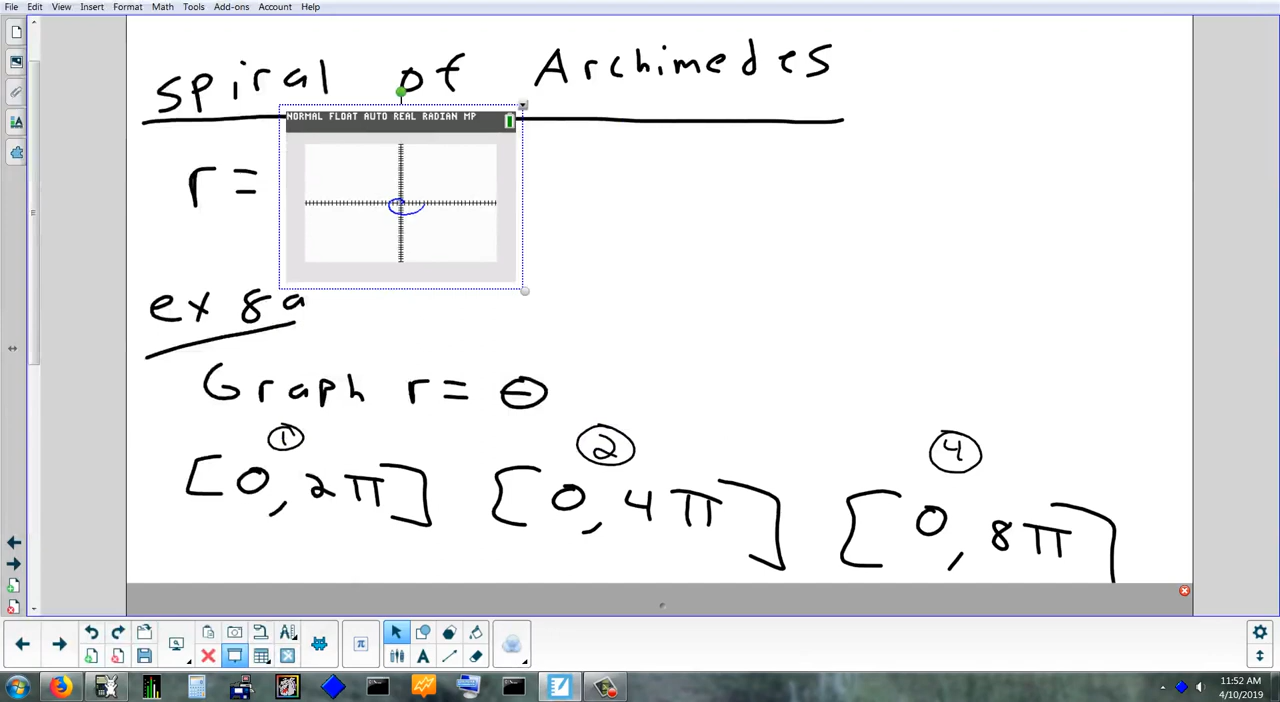 File Edit View Insert Format Math Tools Add-ons Account Help
spiral of Archimedes
NORMAL FLOAT AUTO REAL RADIAN MP
r=
ex 8a
Graph r= θ
① ② ④
[0, 2π] [0, 4π] [0, 8π]
π A
11:52 AM
4/10/2019